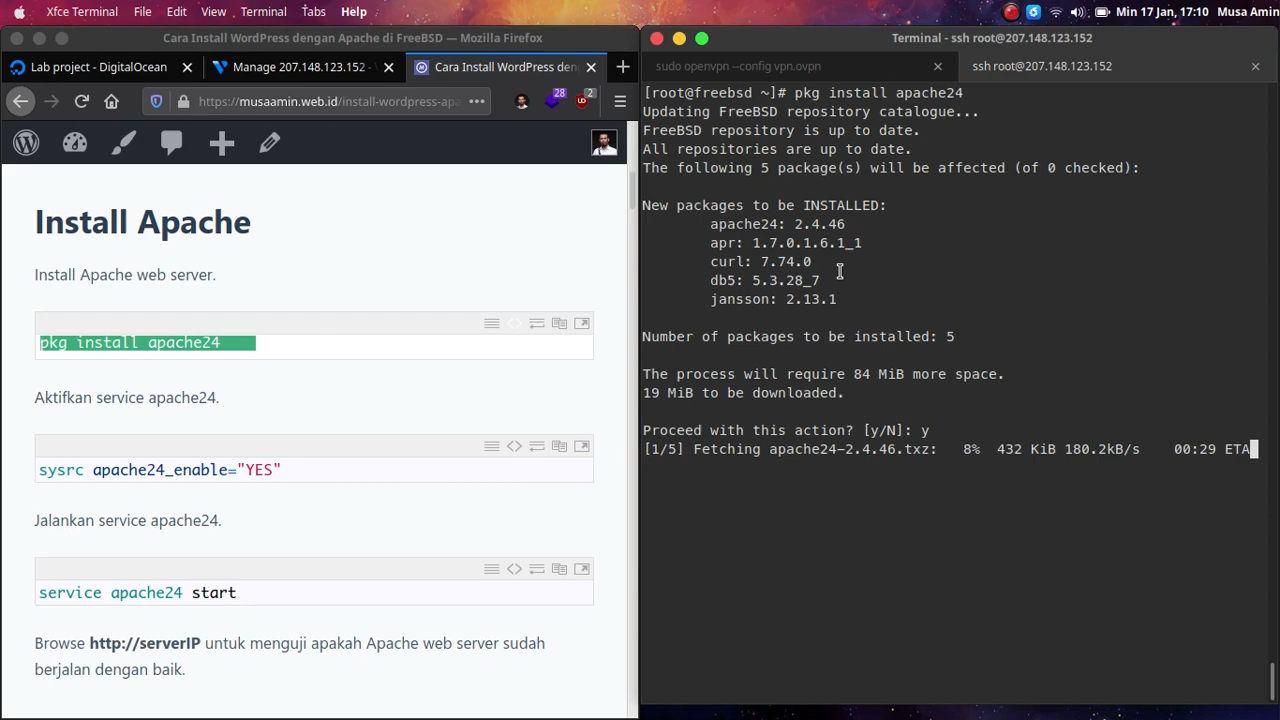 Xfce Terminal File Edit View Terminal Tabs Help Min 17 Jan, 17:10 Musa Amin
Cara Install WordPress dengan Apache di FreeBSD — Mozilla Firefox
Lab project - DigitalOcean Manage 207.148.123.152 - Cara Install WordPress den
https://musaamin.web.id/install-wordpress-apa 28 2
Install Apache
Install Apache web server.
pkg install apache24
Aktifkan service apache24.
sysrc apache24_enable="YES"
Jalankan service apache24.
service apache24 start
Browse http://serverIP untuk menguji apakah Apache web server sudah
berjalan dengan baik.
Terminal - ssh root@207.148.123.152
sudo openvpn --config vpn.ovpn ssh root@207.148.123.152
[root@freebsd ~]# pkg install apache24
Updating FreeBSD repository catalogue...
FreeBSD repository is up to date.
All repositories are up to date.
The following 5 package(s) will be affected (of 0 checked):
New packages to be INSTALLED:
apache24: 2.4.46
apr: 1.7.0.1.6.1_1
curl: 7.74.0
db5: 5.3.28_7
jansson: 2.13.1
Number of packages to be installed: 5
The process will require 84 MiB more space.
19 MiB to be downloaded.
Proceed with this action? [y/N]: y
[1/5] Fetching apache24-2.4.46.txz: 8% 432 KiB 180.2kB/s 00:29 ETA